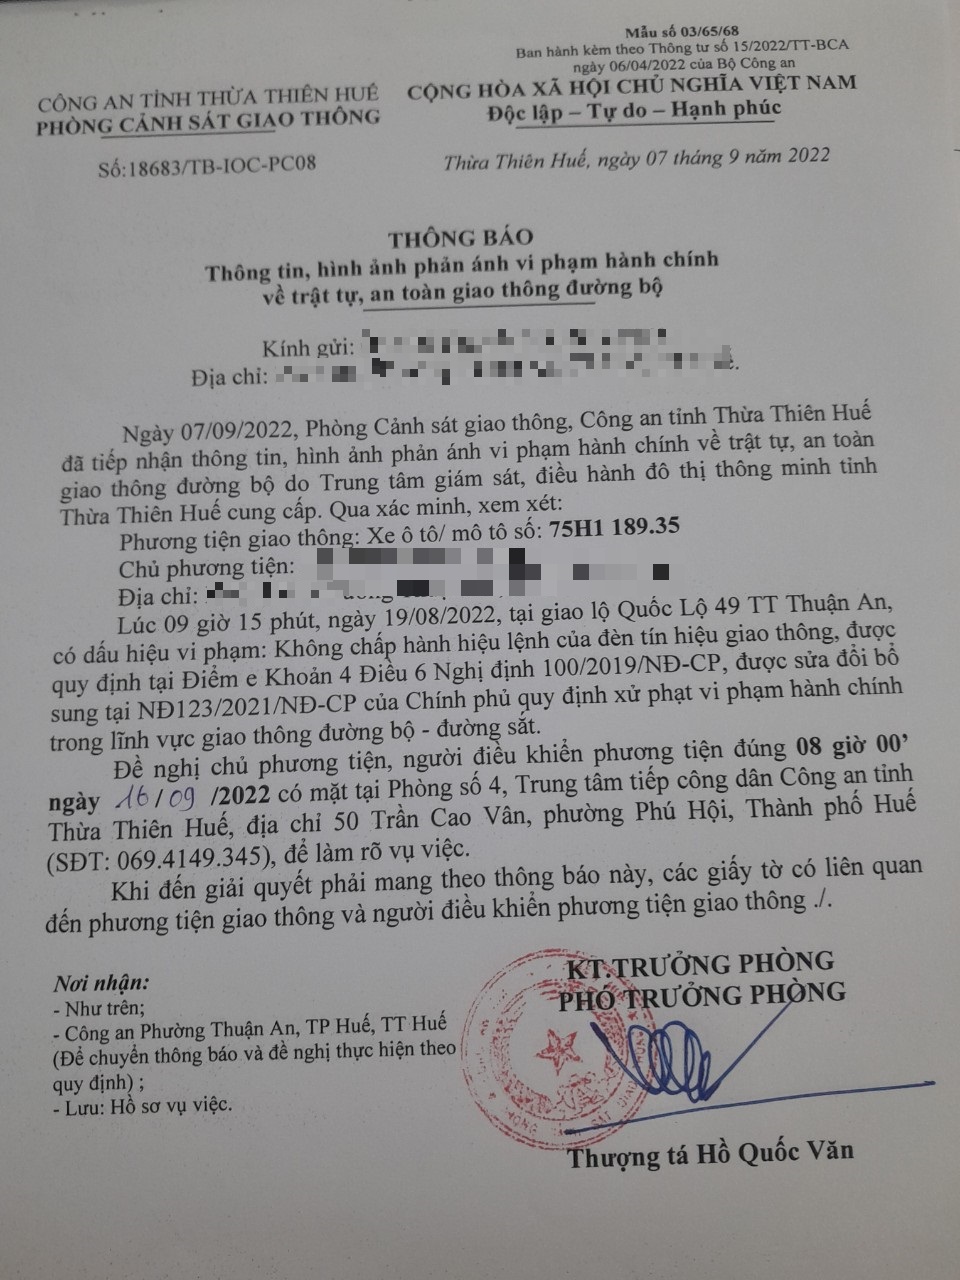 Mẫu số 03/65/68
Ban hành kèm theo Thông tư số 15/2022/TT-BCA
ngày 06/04/2022 của Bộ Công an
CÔNG AN TỈNH THỪA THIÊN HUẾ
PHÒNG CẢNH SÁT GIAO THÔNG
CỘNG HÒA XÃ HỘI CHỦ NGHĨA VIỆT NAM
Độc lập – Tự do – Hạnh phúc
Số:18683/TB-IOC-PC08
Thừa Thiên Huế, ngày 07 tháng 9 năm 2022
THÔNG BÁO
Thông tin, hình ảnh phản ánh vi phạm hành chính
về trật tự, an toàn giao thông đường bộ
Kính gửi:
Địa chỉ:
Ngày 07/09/2022, Phòng Cảnh sát giao thông, Công an tỉnh Thừa Thiên Huế
đã tiếp nhận thông tin, hình ảnh phản ánh vi phạm hành chính về trật tự, an toàn
giao thông đường bộ do Trung tâm giám sát, điều hành đô thị thông minh tỉnh
Thừa Thiên Huế cung cấp. Qua xác minh, xem xét:
Phương tiện giao thông: Xe ô tô/ mô tô số: 75H1 189.35
Chủ phương tiện:
Địa chỉ:
Lúc 09 giờ 15 phút, ngày 19/08/2022, tại giao lộ Quốc Lộ 49 TT Thuận An,
có dấu hiệu vi phạm: Không chấp hành hiệu lệnh của đèn tín hiệu giao thông, được
quy định tại Điểm e Khoản 4 Điều 6 Nghị định 100/2019/NĐ-CP, được sửa đổi bổ
sung tại NĐ123/2021/NĐ-CP của Chính phủ quy định xử phạt vi phạm hành chính
trong lĩnh vực giao thông đường bộ - đường sắt.
Đề nghị chủ phương tiện, người điều khiển phương tiện đúng 08 giờ 00’
ngày 16/09/2022 có mặt tại Phòng số 4, Trung tâm tiếp công dân Công an tỉnh
Thừa Thiên Huế, địa chỉ 50 Trần Cao Vân, phường Phú Hội, Thành phố Huế
(SĐT: 069.4149.345), để làm rõ vụ việc.
Khi đến giải quyết phải mang theo thông báo này, các giấy tờ có liên quan
đến phương tiện giao thông và người điều khiển phương tiện giao thông ./.
Nơi nhận:
- Như trên;
- Công an Phường Thuận An, TP Huế, TT Huế
(Để chuyển thông báo và đề nghị thực hiện theo
quy định) ;
- Lưu: Hồ sơ vụ việc.
KT.TRƯỞNG PHÒNG
PHÓ TRƯỞNG PHÒNG
Thượng tá Hồ Quốc Văn